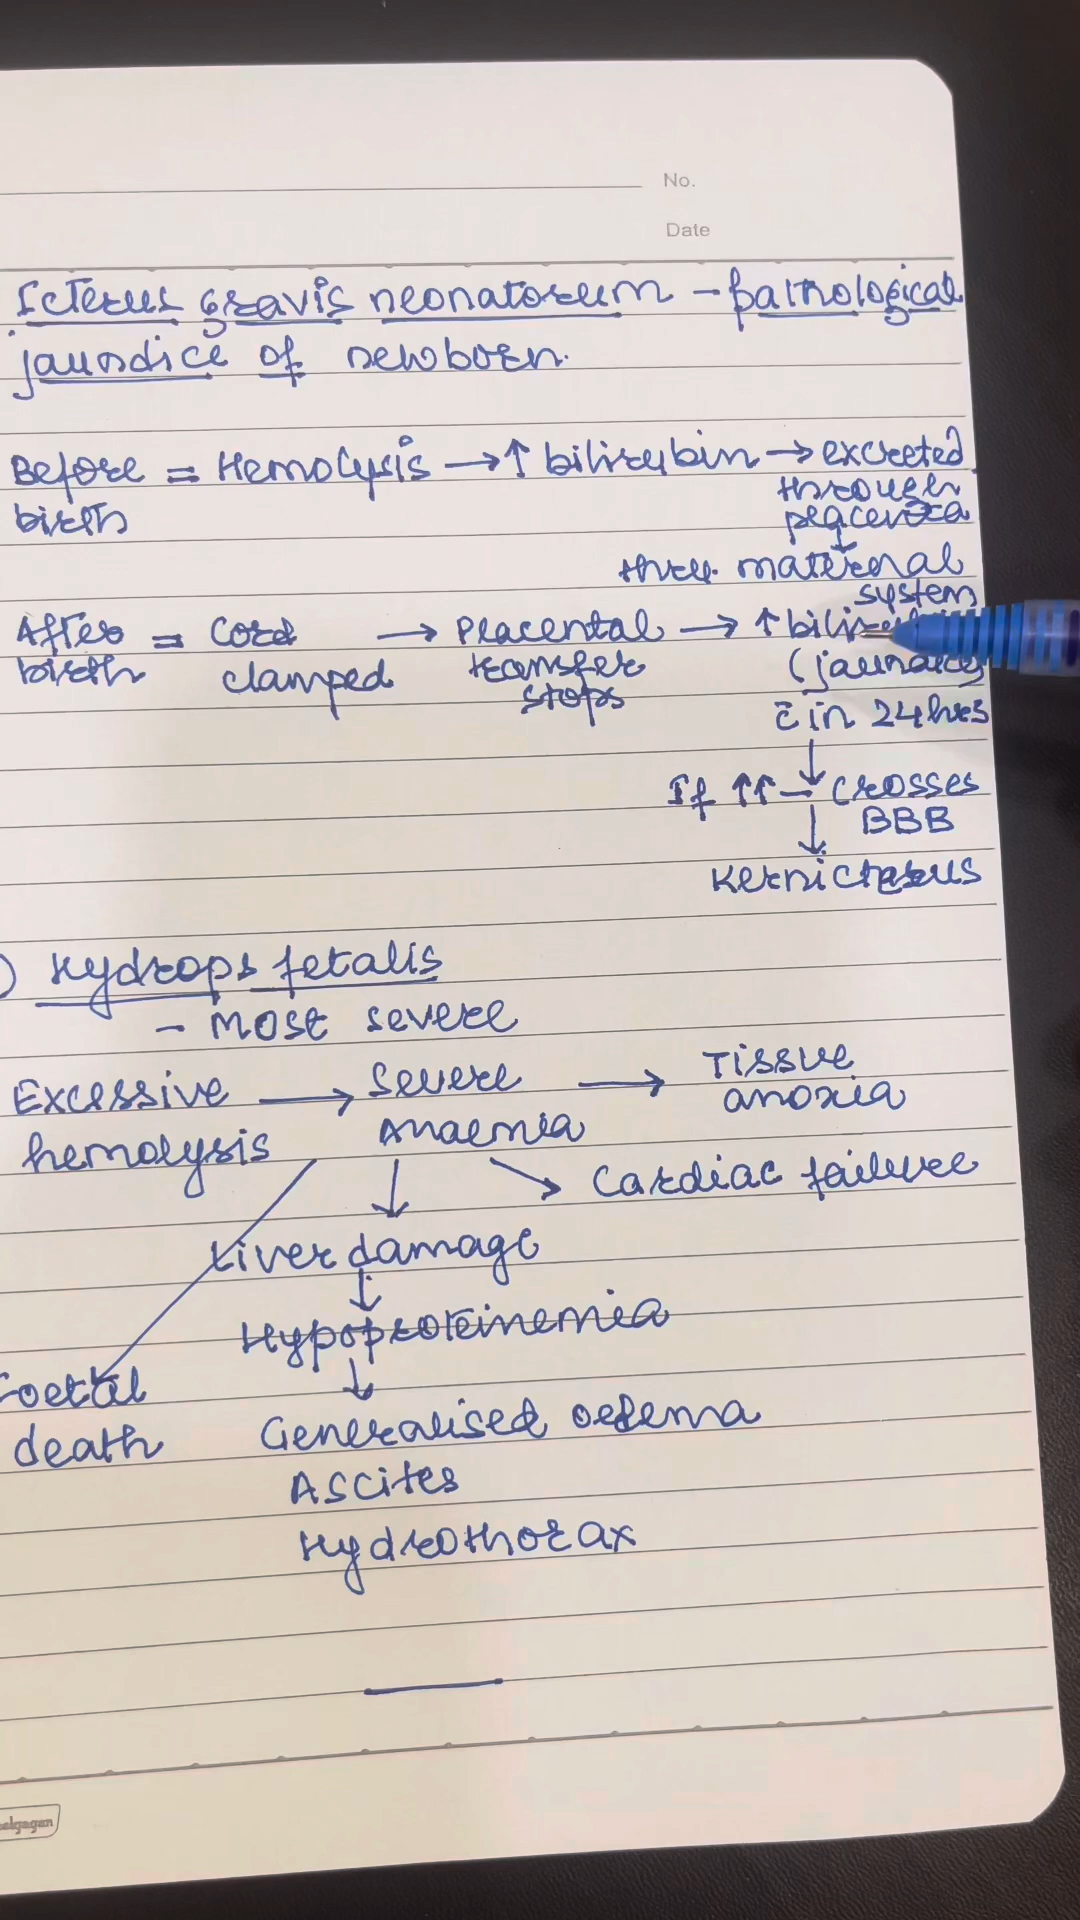 No.
Date
Icterus gravis neonatorum - pathological
jaundice of newborn.
Before = Hemolysis → ↑ bilirubin → excreted
birth
through
placenta
↓
thru. maternal
system
After = Cord → Placental → ↑
birth clamped transfer (jaundice)
stops
c̄ in 24hrs
↓
If ↑↑ → crosses
BBB
↓
Kernicterus
) Hydrops fetalis
- Most severe
Excessive → Severe → Tissue
hemolysis Anaemia anoxia
↓ → Cardiac failure
Liver damage
↓
Hypoproteinemia
↓
Foetal
death Generalised oedema
Ascites
Hydrothorax